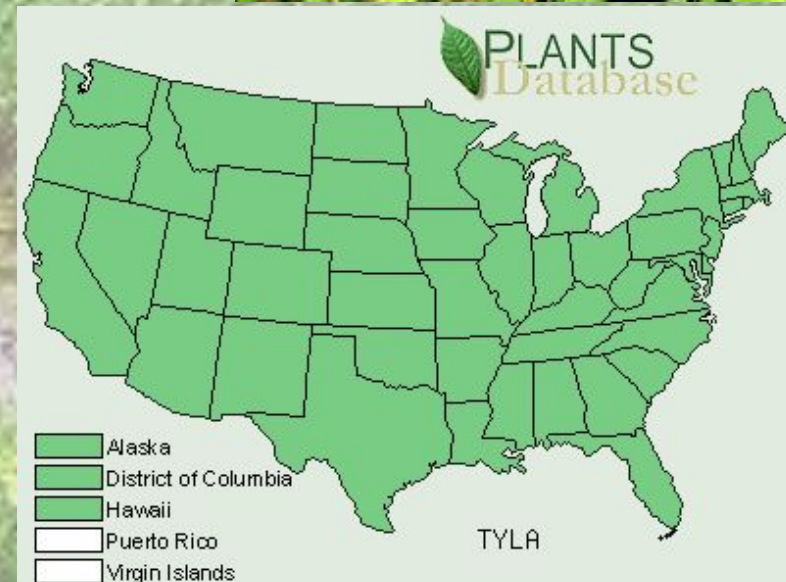 PLANTS
Database
Alaska
District of Columbia
Hawaii
Puerto Rico
Virgin Islands
TYLA